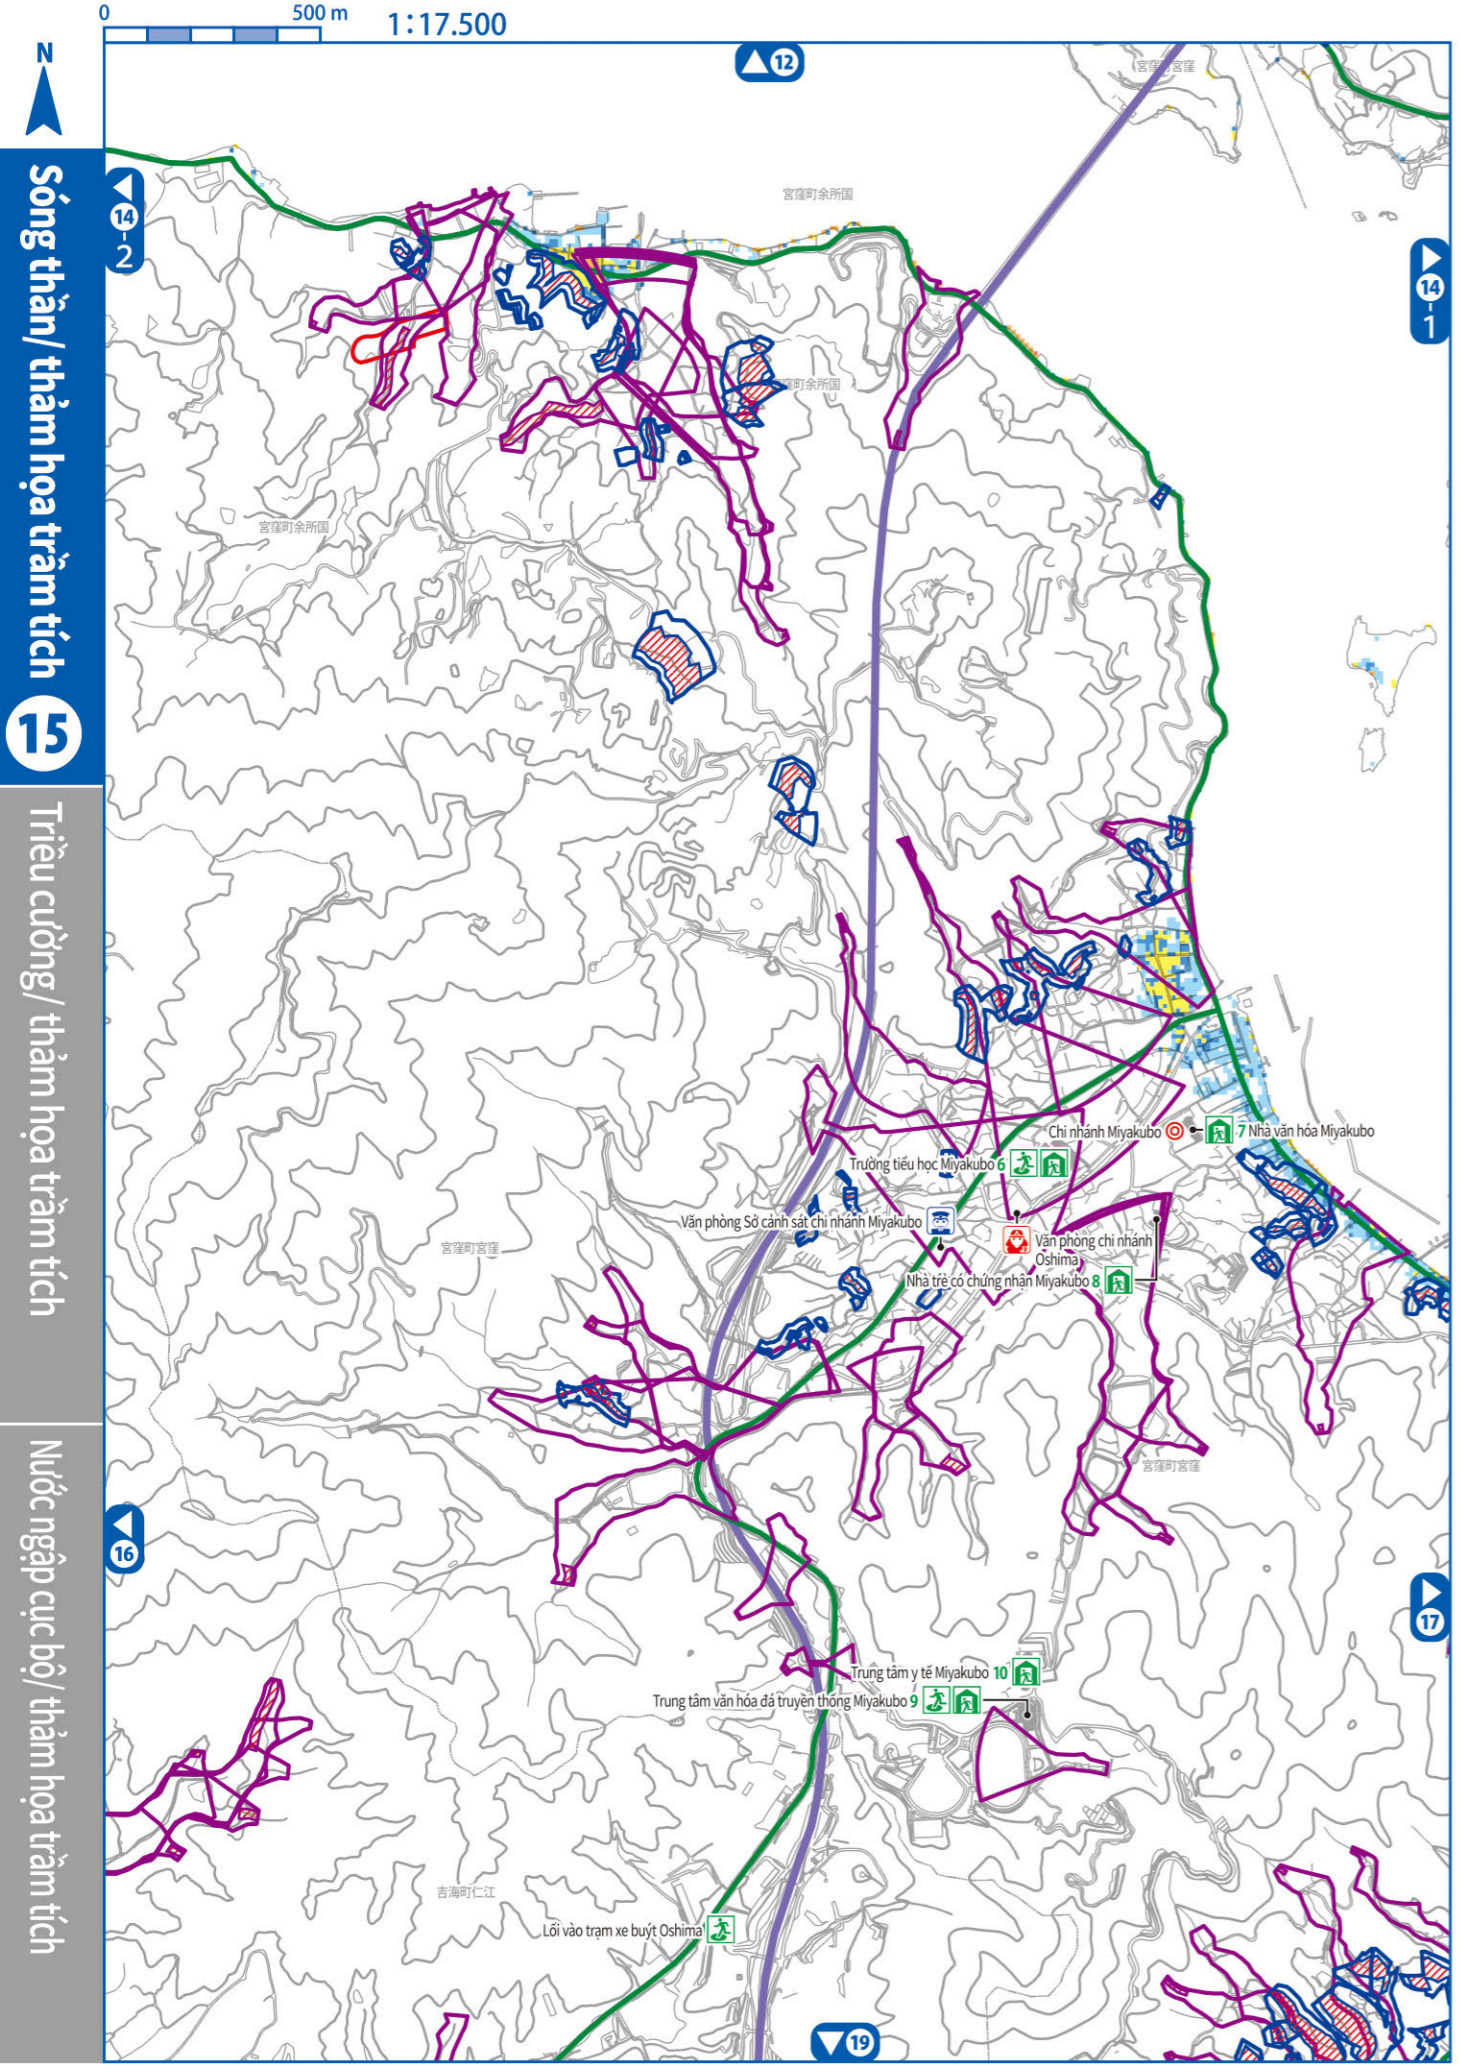 0
500 m
1:17.500
N
12
宮窪町宮窪
Sóng thần/ thảm họa trầm tích
15
Triều cường/ thảm họa trầm tích
Nước ngập cục bộ/ thảm họa trầm tích
14-2
宮窪町余所国
14-1
宮窪町余所国
宮窪町余所国
Chi nhánh Miyakubo
7 Nhà văn hóa Miyakubo
Trường tiểu học Miyakubo 6
Văn phòng Sở cảnh sát chi nhánh Miyakubo
Văn phòng chi nhánh
Oshima
宮窪町宮窪
Nhà trẻ có chứng nhận Miyakubo 8
宮窪町宮窪
16
17
Trung tâm y tế Miyakubo 10
Trung tâm văn hóa đá truyền thống Miyakubo 9
吉海町仁江
Lối vào trạm xe buýt Oshima
19